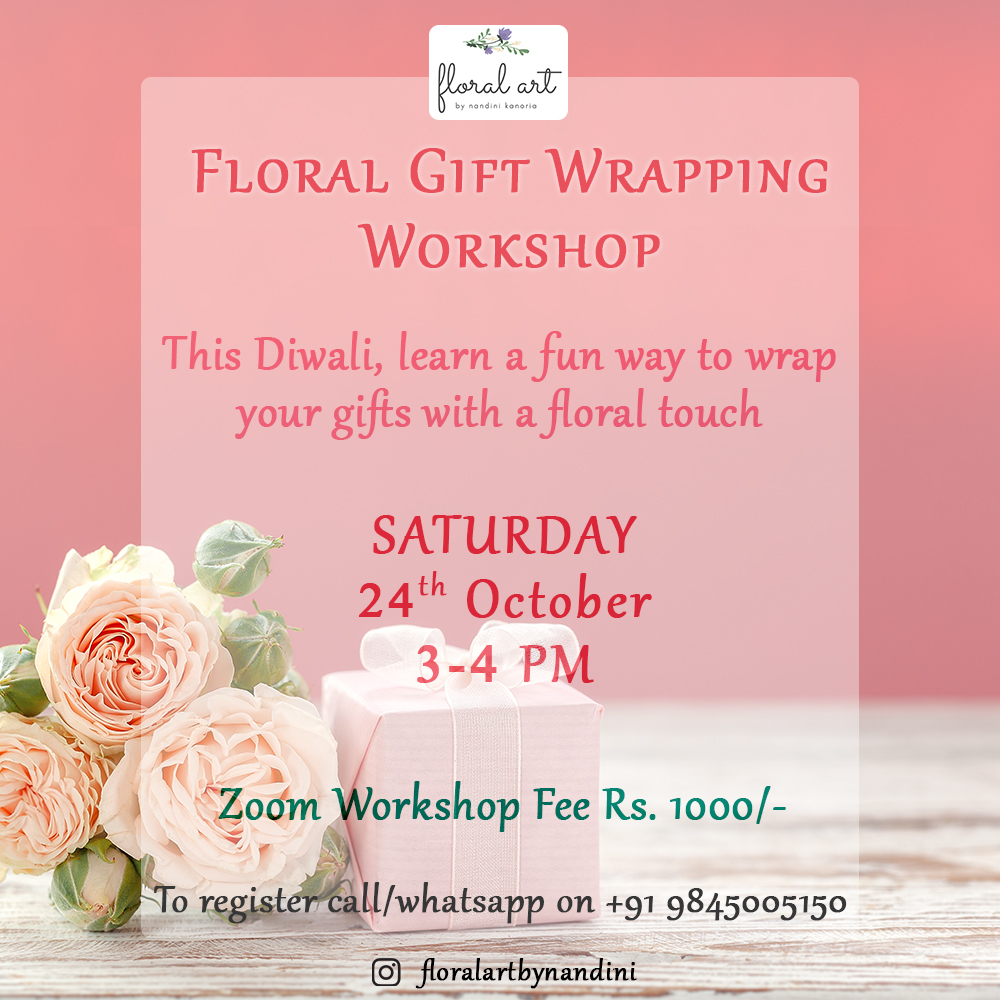 floral art
by nandini kanoria
Floral Gift Wrapping
Workshop
This Diwali, learn a fun way to wrap
your gifts with a floral touch
SATURDAY
24th October
3-4 PM
Zoom Workshop Fee Rs. 1000/-
To register call/whatsapp on +91 9845005150
floralartbynandini